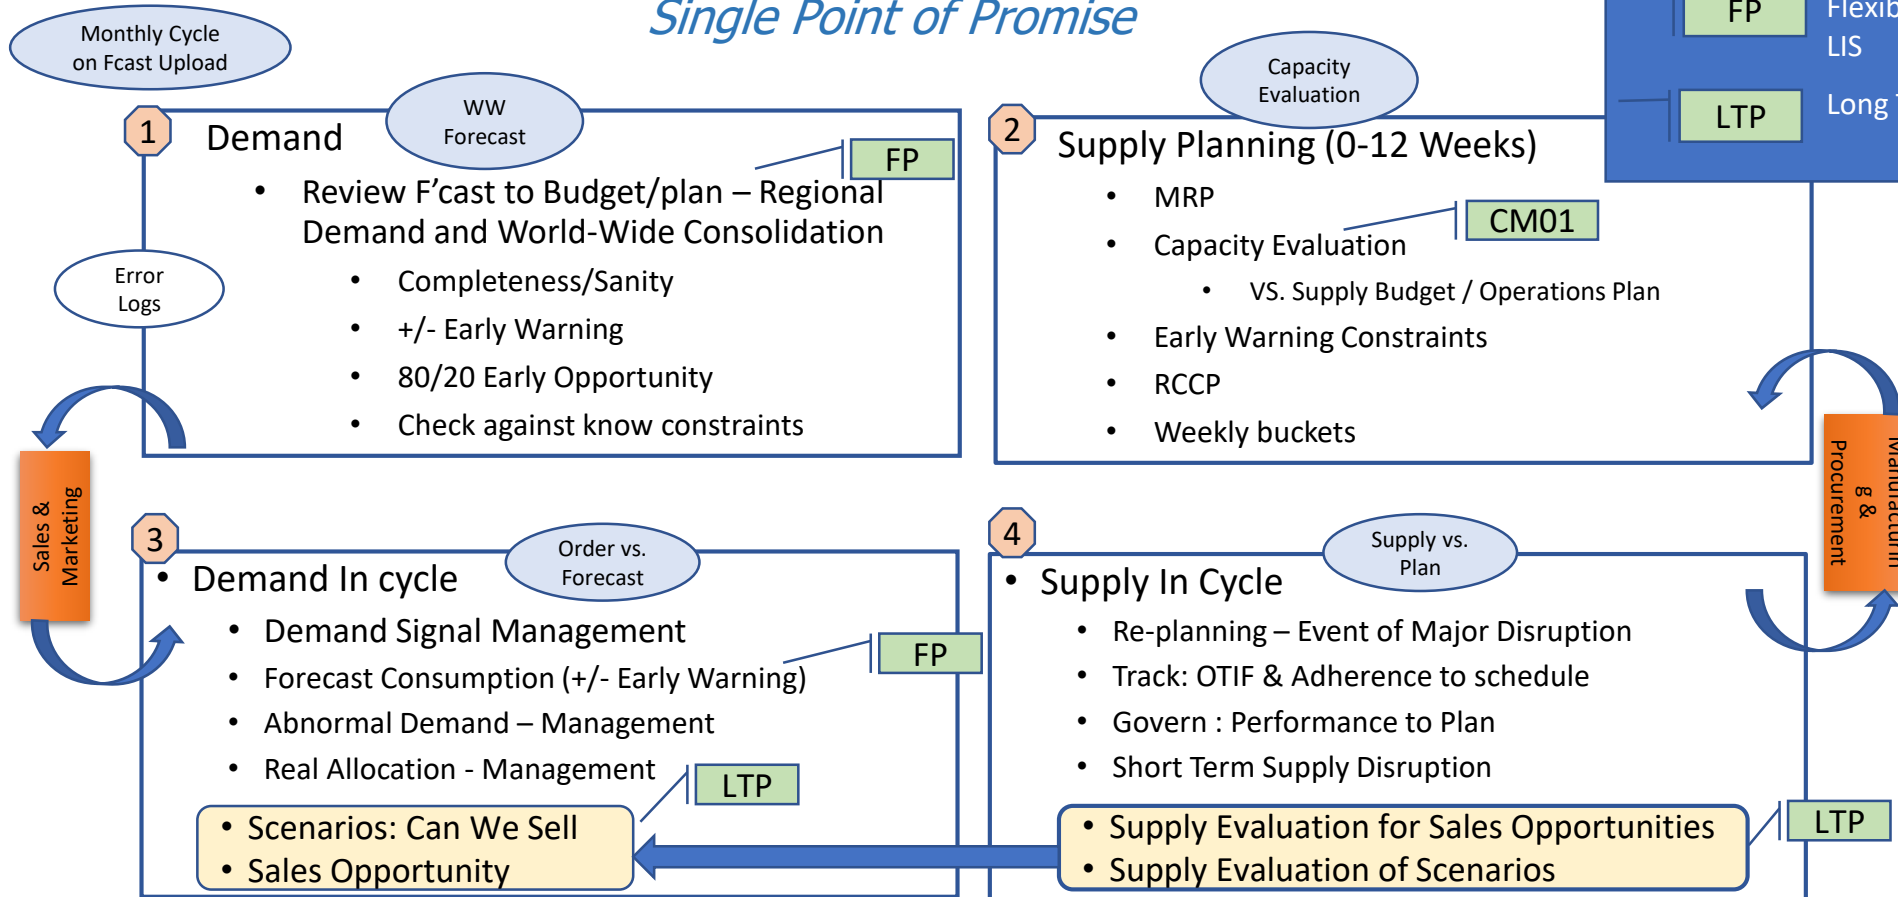 Single Point of Promise
Monthly Cycle
on Fcast Upload
FP
LIS
LTP
Long
1
Demand
WW
Forecast
FP
• Review F’cast to Budget/plan – Regional
Demand and World-Wide Consolidation
• Completeness/Sanity
• +/- Early Warning
• 80/20 Early Opportunity
• Check against know constraints
Error
Logs
Capacity
Evaluation
2
Supply Planning (0-12 Weeks)
• MRP
• Capacity Evaluation
CM01
• VS. Supply Budget / Operations Plan
• Early Warning Constraints
• RCCP
• Weekly buckets
Sales &
Marketing
g &
Procurement
3
• Demand In cycle
Order vs.
Forecast
• Demand Signal Management
• Forecast Consumption (+/- Early Warning)
FP
• Abnormal Demand – Management
• Real Allocation - Management
LTP
• Scenarios: Can We Sell
• Sales Opportunity
4
• Supply In Cycle
Supply vs.
Plan
• Re-planning – Event of Major Disruption
• Track: OTIF & Adherence to schedule
• Govern : Performance to Plan
• Short Term Supply Disruption
• Supply Evaluation for Sales Opportunities
• Supply Evaluation of Scenarios
LTP